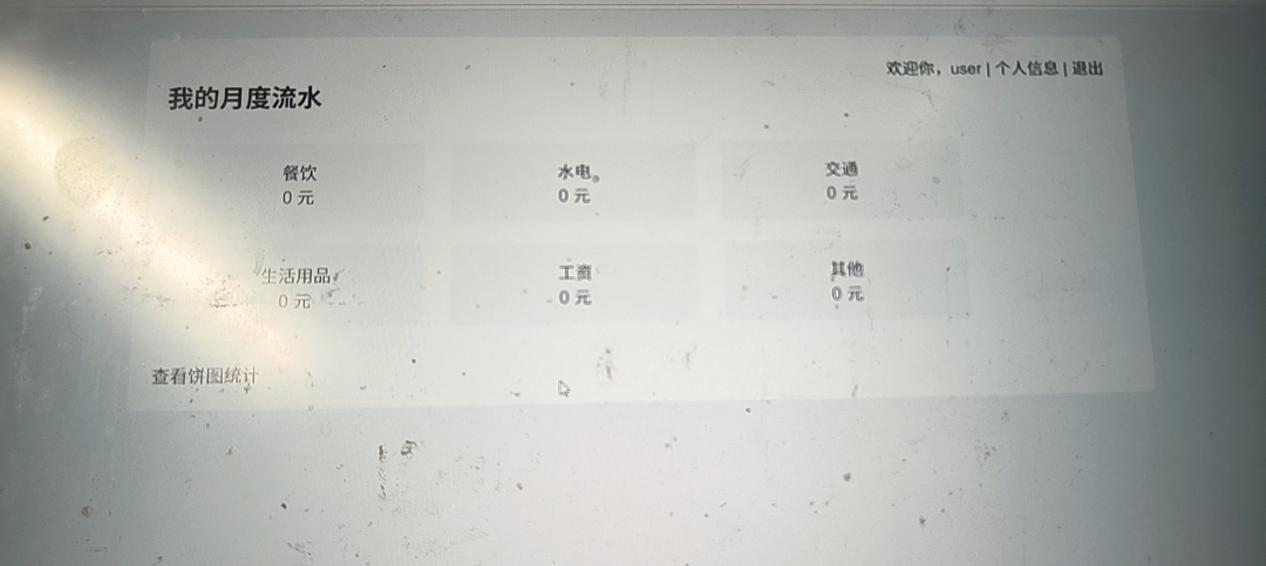 欢迎你，user | 个人信息 | 退出
我的月度流水
餐饮
0 元
水电
0 元
交通
0 元
生活用品
0 元
工资
0 元
其他
0 元
查看饼图统计